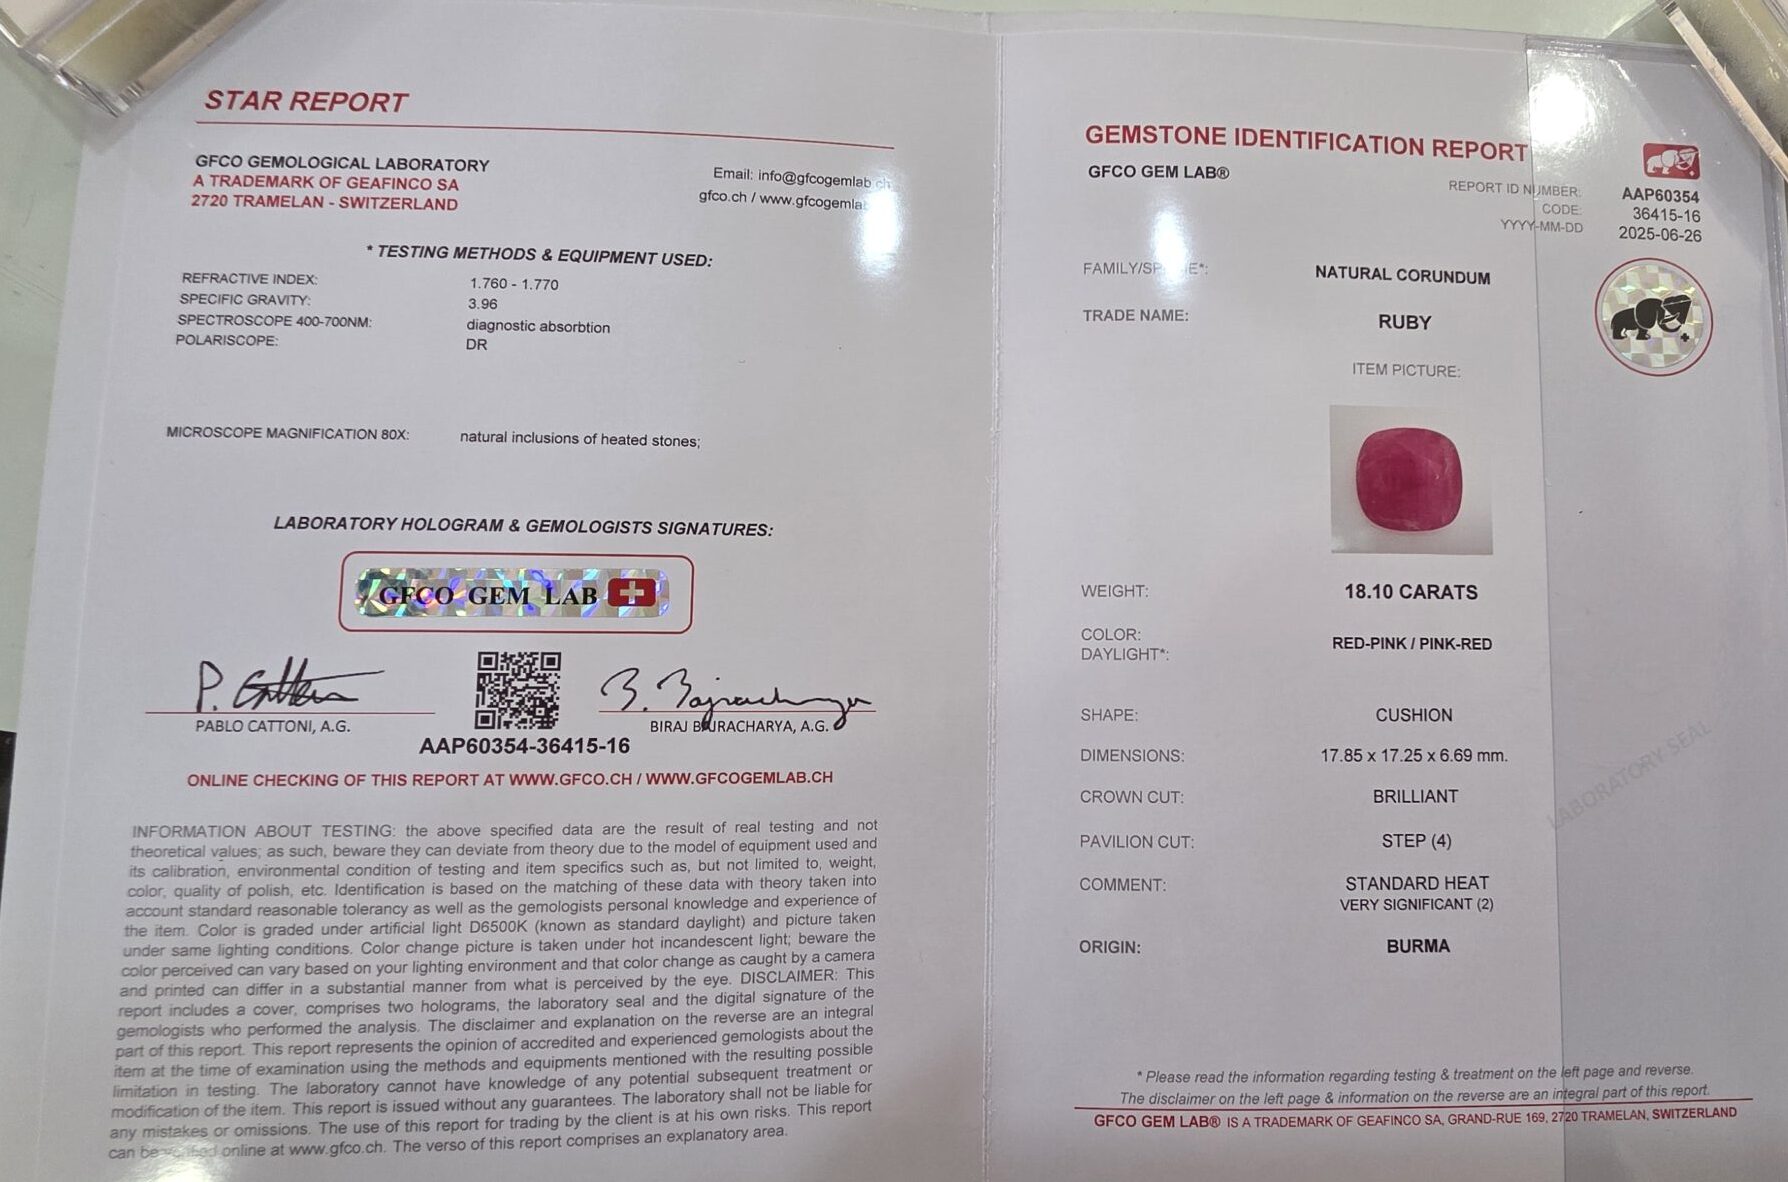 STAR REPORT
GFCO GEMOLOGICAL LABORATORY
A TRADEMARK OF GEAFINCO SA
2720 TRAMELAN - SWITZERLAND
Email: info@gfcogemlab.ch
gfco.ch / www.gfcogemla
* TESTING METHODS & EQUIPMENT USED:
REFRACTIVE INDEX: 1.760 - 1.770
SPECIFIC GRAVITY: 3.96
SPECTROSCOPE 400-700NM: diagnostic absorbtion
POLARISCOPE: DR
MICROSCOPE MAGNIFICATION 80X: natural inclusions of heated stones;
LABORATORY HOLOGRAM & GEMOLOGISTS SIGNATURES:
GFCO GEM LAB
P. Cattoni
B. Bajracharya
PABLO CATTONI, A.G.
BIRAJ BAJRACHARYA, A.G.
AAP60354-36415-16
ONLINE CHECKING OF THIS REPORT AT WWW.GFCO.CH / WWW.GFCOGEMLAB.CH
INFORMATION ABOUT TESTING: the above specified data are the result of real testing and not
theoretical values; as such, beware they can deviate from theory due to the model of equipment used and
its calibration, environmental condition of testing and item specifics such as, but not limited to, weight,
color, quality of polish, etc. Identification is based on the matching of these data with theory taken into
account standard reasonable tolerancy as well as the gemologists personal knowledge and experience of
the item. Color is graded under artificial light D6500K (known as standard daylight) and picture taken
under same lighting conditions. Color change picture is taken under hot incandescent light; beware the
color perceived can vary based on your lighting environment and that color change as caught by a camera
and printed can differ in a substantial manner from what is perceived by the eye. DISCLAIMER: This
report includes a cover, comprises two holograms, the laboratory seal and the digital signature of the
gemologists who performed the analysis. The disclaimer and explanation on the reverse are an integral
part of this report. This report represents the opinion of accredited and experienced gemologists about the
item at the time of examination using the methods and equipments mentioned with the resulting possible
limitation in testing. The laboratory cannot have knowledge of any potential subsequent treatment or
modification of the item. This report is issued without any guarantees. The laboratory shall not be liable for
any mistakes or omissions. The use of this report for trading by the client is at his own risks. This report
can be online at www.gfco.ch. The verso of this report comprises an explanatory area.
GEMSTONE IDENTIFICATION REPORT
GFCO GEM LAB®
REPORT ID NUMBER: AAP60354
CODE: 36415-16
YYYY-MM-DD 2025-06-26
FAMILY/ NATURAL CORUNDUM
TRADE NAME: RUBY
ITEM PICTURE:
WEIGHT: 18.10 CARATS
COLOR:
DAYLIGHT*: RED-PINK / PINK-RED
SHAPE: CUSHION
DIMENSIONS: 17.85 x 17.25 x 6.69 mm.
CROWN CUT: BRILLIANT
PAVILION CUT: STEP (4)
COMMENT: STANDARD HEAT
VERY SIGNIFICANT (2)
ORIGIN: BURMA
LABORATORY SEAL
* Please read the information regarding testing & treatment on the left page and reverse.
The disclaimer on the left page & information on the reverse are an integral part of this report.
GFCO GEM LAB® IS A TRADEMARK OF GEAFINCO SA, GRAND-RUE 169, 2720 TRAMELAN, SWITZERLAND